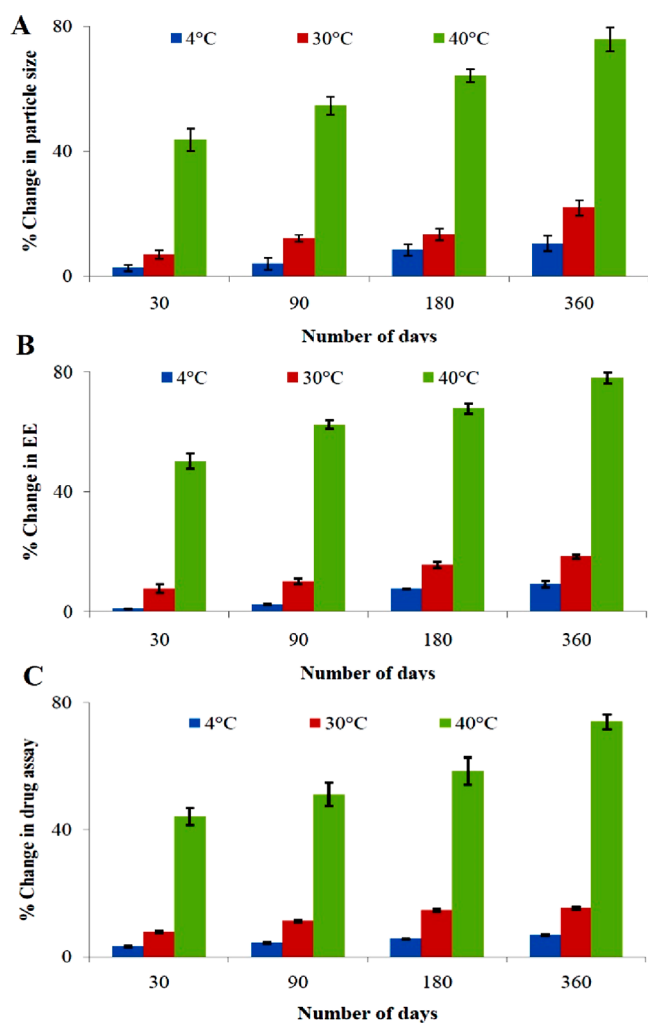 A
80
4°C 30°C 40°C
40
0
% Change in particle size
30 90 180 360
Number of days
B
80
4°C 30°C 40°C
40
0
% Change in EE
30 90 180 360
Number of days
C
80
4°C 30°C 40°C
40
0
% Change in drug assay
30 90 180 360
Number of days